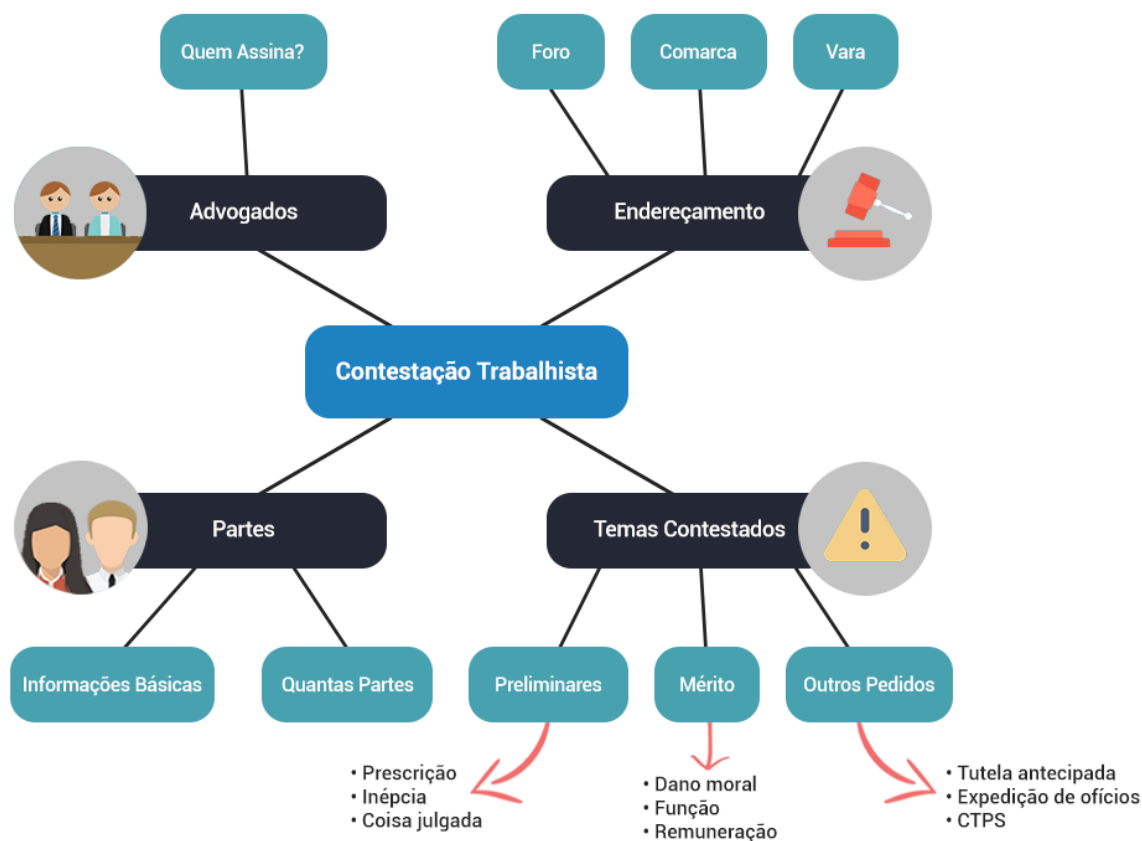 Quem Assina?
Foro
Comarca
Vara
Advogados
Endereçamento
Contestação Trabalhista
Partes
Temas Contestados
Informações Básicas
Quantas Partes
Preliminares
Mérito
Outros Pedidos
• Prescrição
• Inépcia
• Coisa julgada
• Dano moral
• Função
• Remuneração
• Tutela antecipada
• Expedição de ofícios
• CTPS